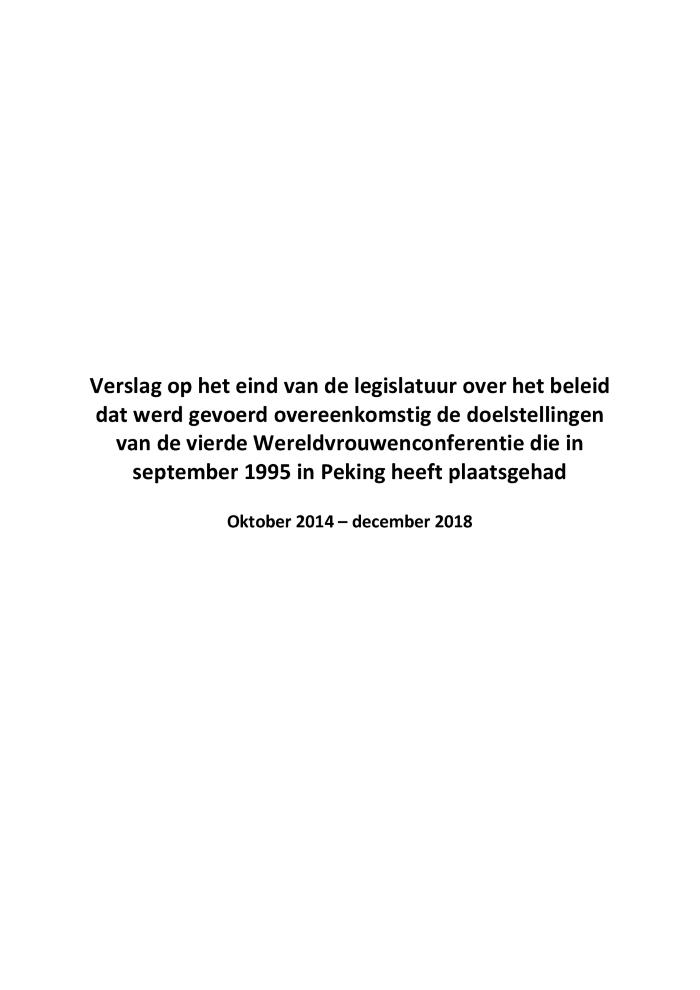 Verslag op het eind van de legislatuur over het beleid
dat werd gevoerd overeenkomstig de doelstellingen
van de vierde Wereldvrouwenconferentie die in
september 1995 in Peking heeft plaatsgehad
Oktober 2014 – december 2018